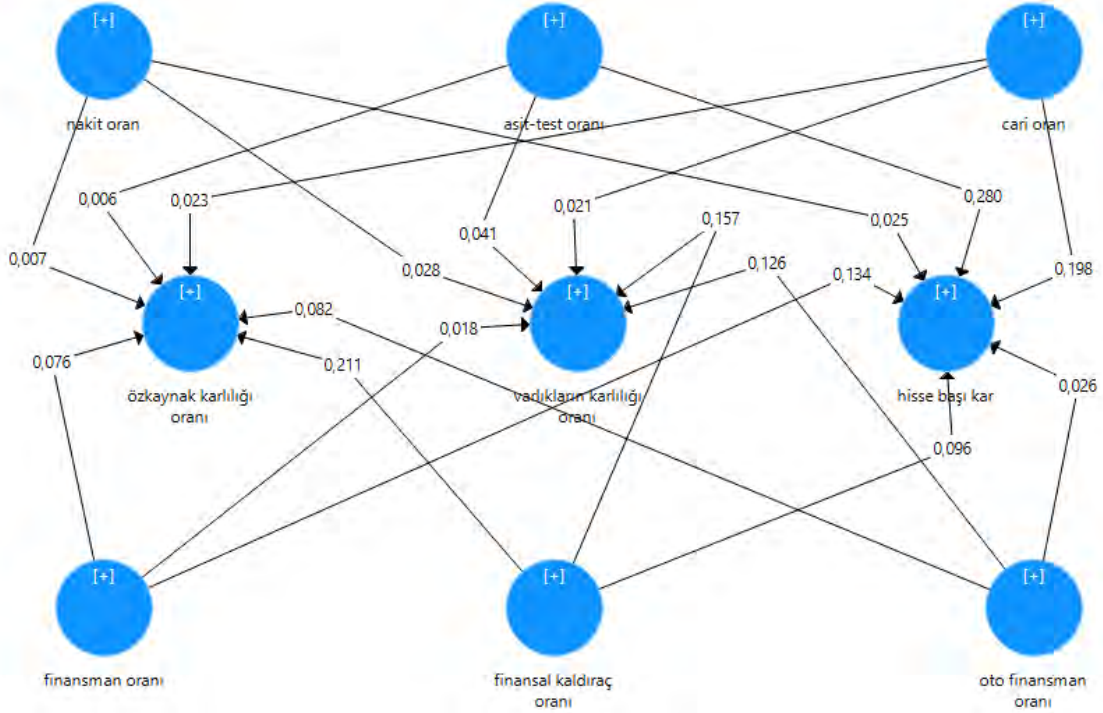 [+]
[+]
[+]
nakit oran
asit-test oranı
cari oran
0,006
0,023
0,021
0,157
0,025
0,280
0,007
0,041
0,028
0,126
0,134
0,198
[+]
[+]
[+]
0,082
0,018
0,076
0,211
0,026
özkaynak karlılığı
oranı
varlıkların karlılığı
oranı
hisse başı kar
0,096
[+]
[+]
[+]
finansman oranı
finansal kaldıraç
oranı
oto finansman
oranı